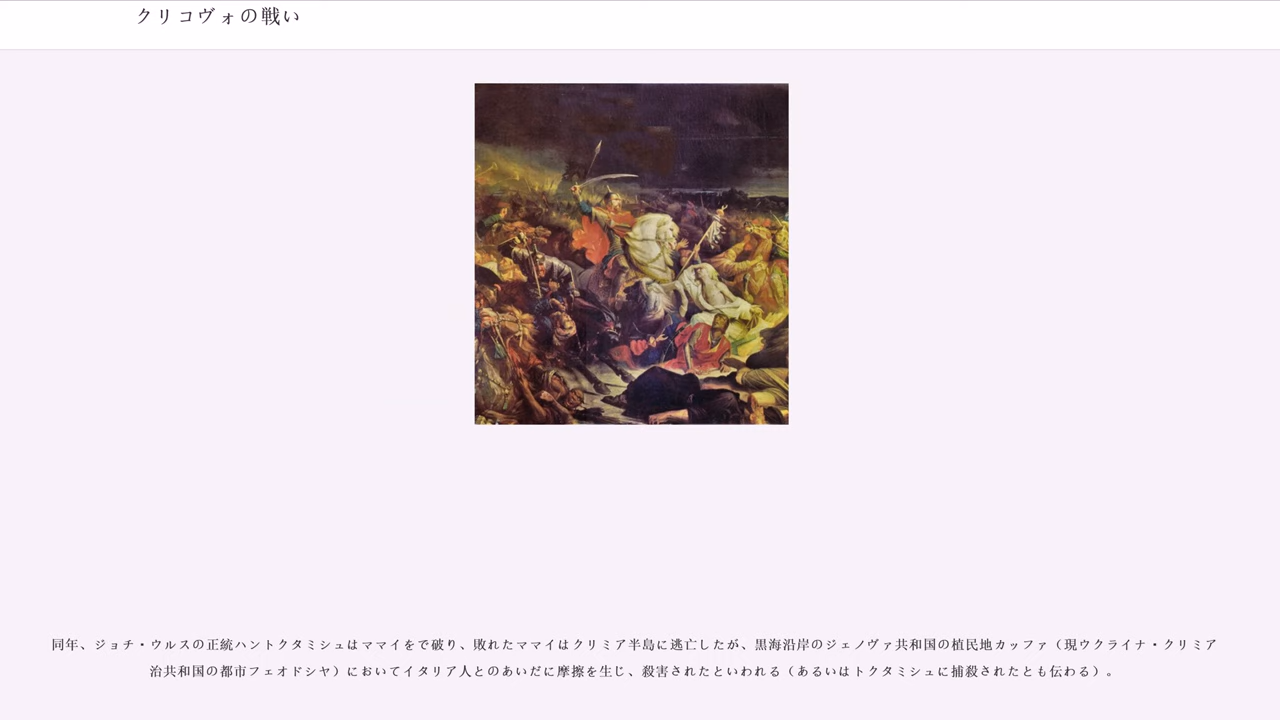 クリコヴォの戦い
同年、ジョチ・ウルスの正統ハントクタミシュはママイをで破り、敗れたママイはクリミア半島に逃亡したが、黒海沿岸のジェノヴァ共和国の植民地カッファ（現ウクライナ・クリミア
治共和国の都市フェオドシヤ）においてイタリア人とのあいだに摩擦を生じ、殺害されたといわれる（あるいはトクタミシュに捕殺されたとも伝わる）。